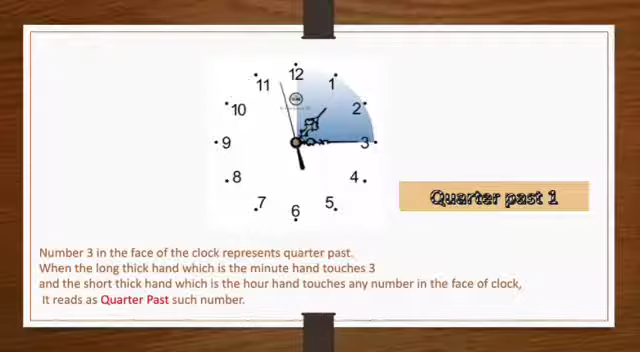 12
11
1
10
2
9
3
8
4
7
5
6
Quarter past 1
Number 3 in the face of the clock represents quarter past.
When the long thick hand which is the minute hand touches 3
and the short thick hand which is the hour hand touches any number in the face of clock,
It reads as Quarter Past such number.